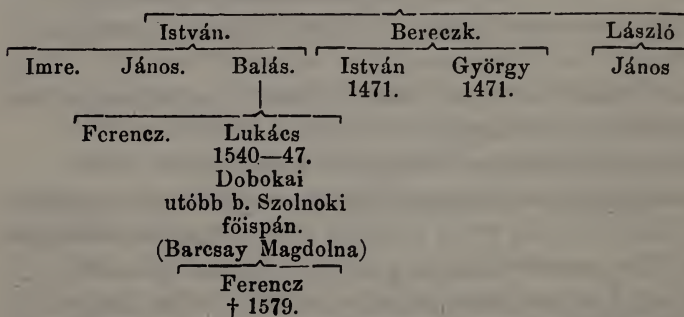 István. Bereczk. László
Imre. János. Balás. István György János
1471. 1471.
Ferencz. Lukács
1540—47.
Dobokai
utóbb b. Szolnoki
főispán.
(Barcsay Magdolna)
Ferencz
† 1579.